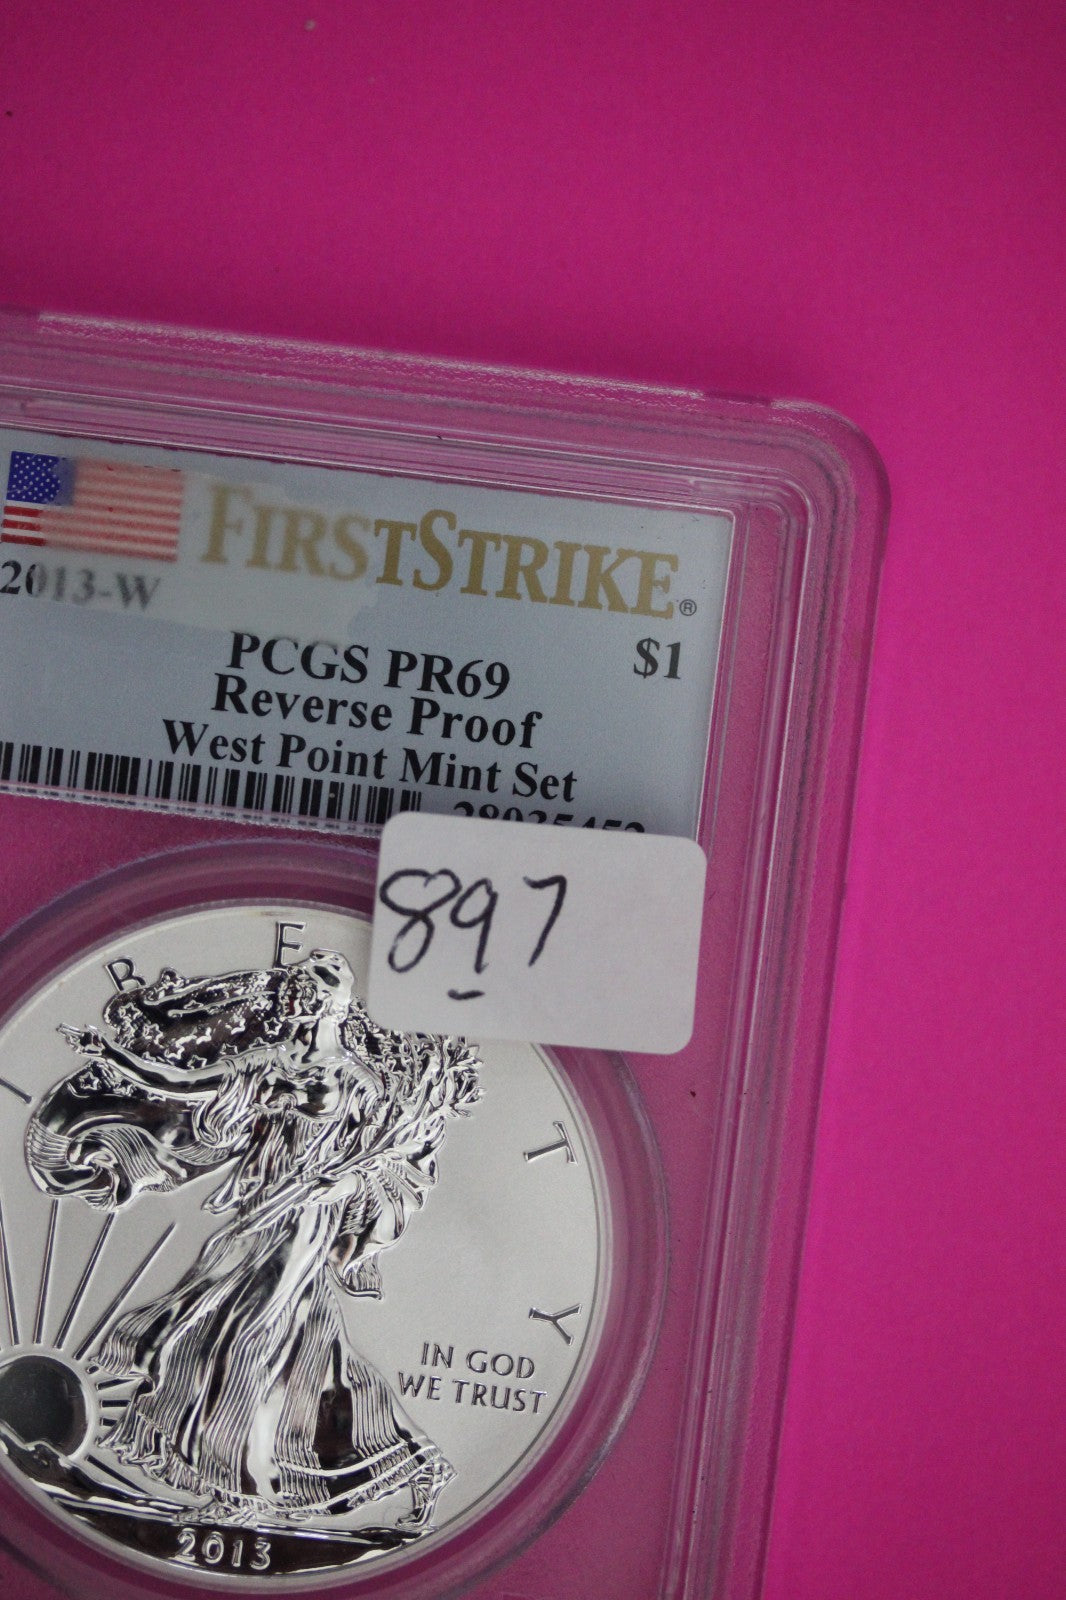 FIRSTSTRIKE®
2013-W
$1
PCGS PR69
Reverse Proof
West Point Mint Set
897
LIBERTY
IN GOD
WE TRUST
2013